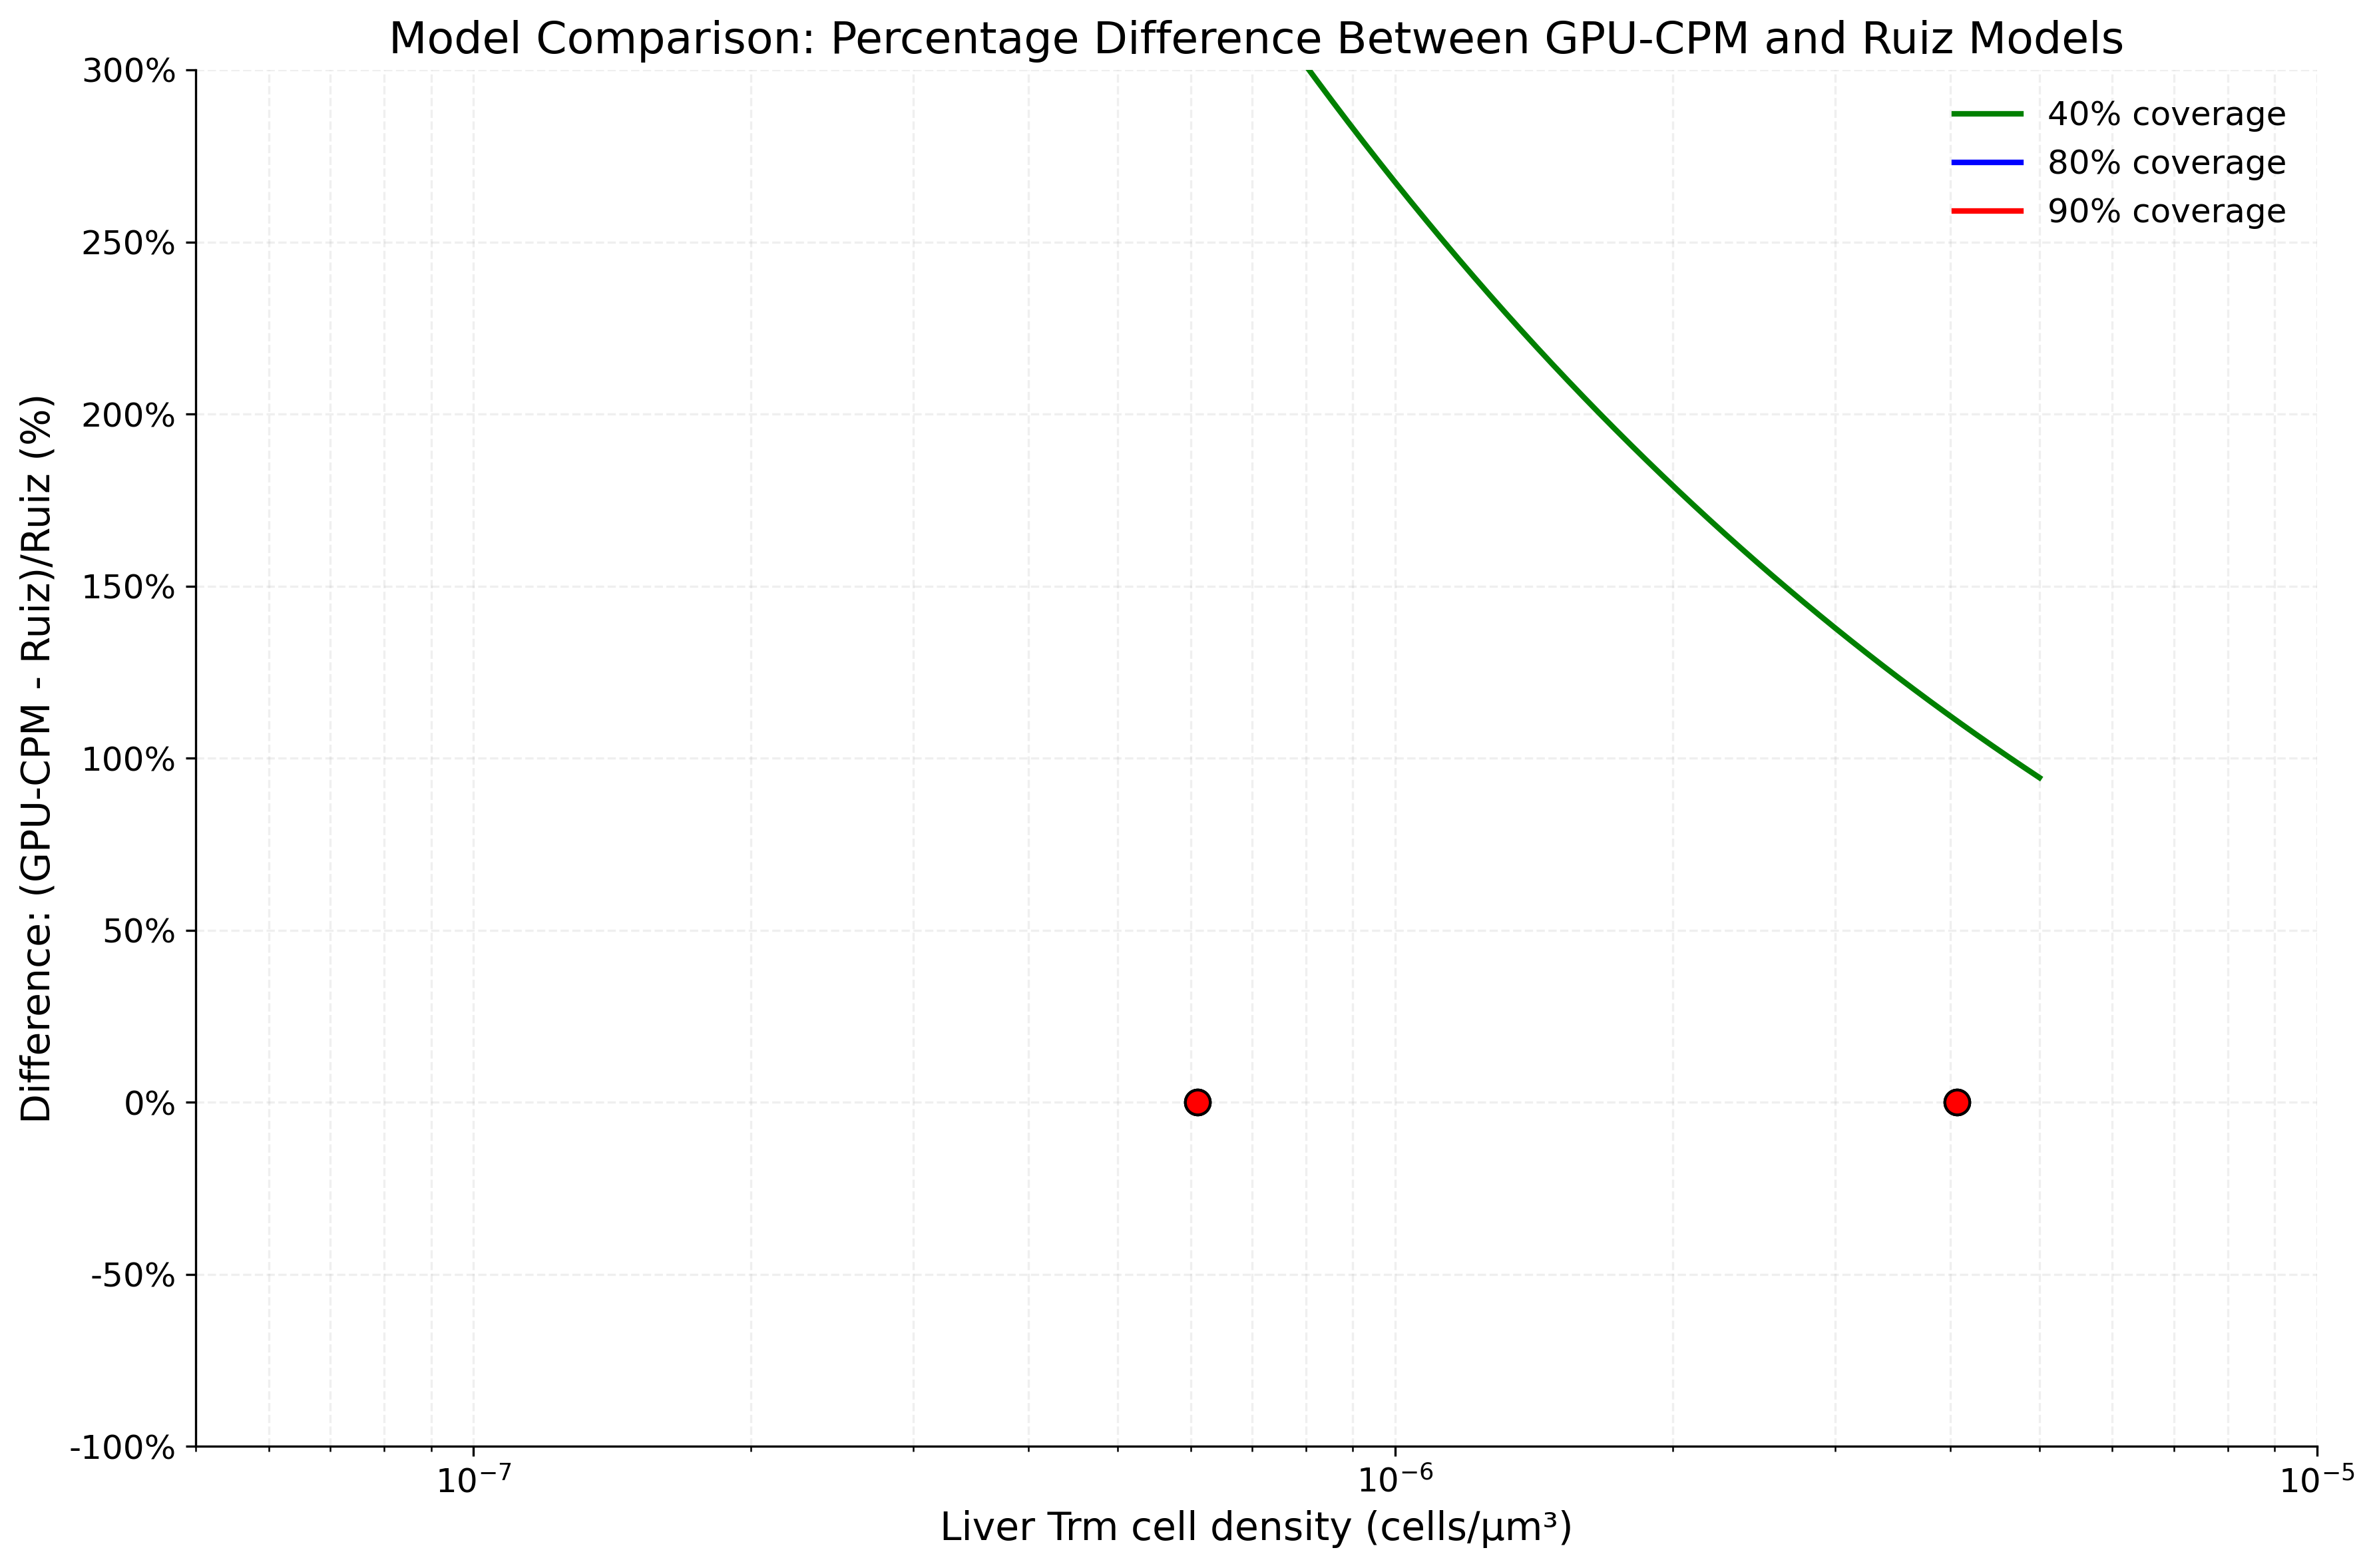 Model Comparison: Percentage Difference Between GPU-CPM and Ruiz Models
300%
250%
200%
150%
100%
50%
0%
-50%
-100%
Difference: (GPU-CPM - Ruiz)/Ruiz (%)
40% coverage
80% coverage
90% coverage
10⁻⁷
10⁻⁶
10⁻⁵
Liver Trm cell density (cells/μm³)